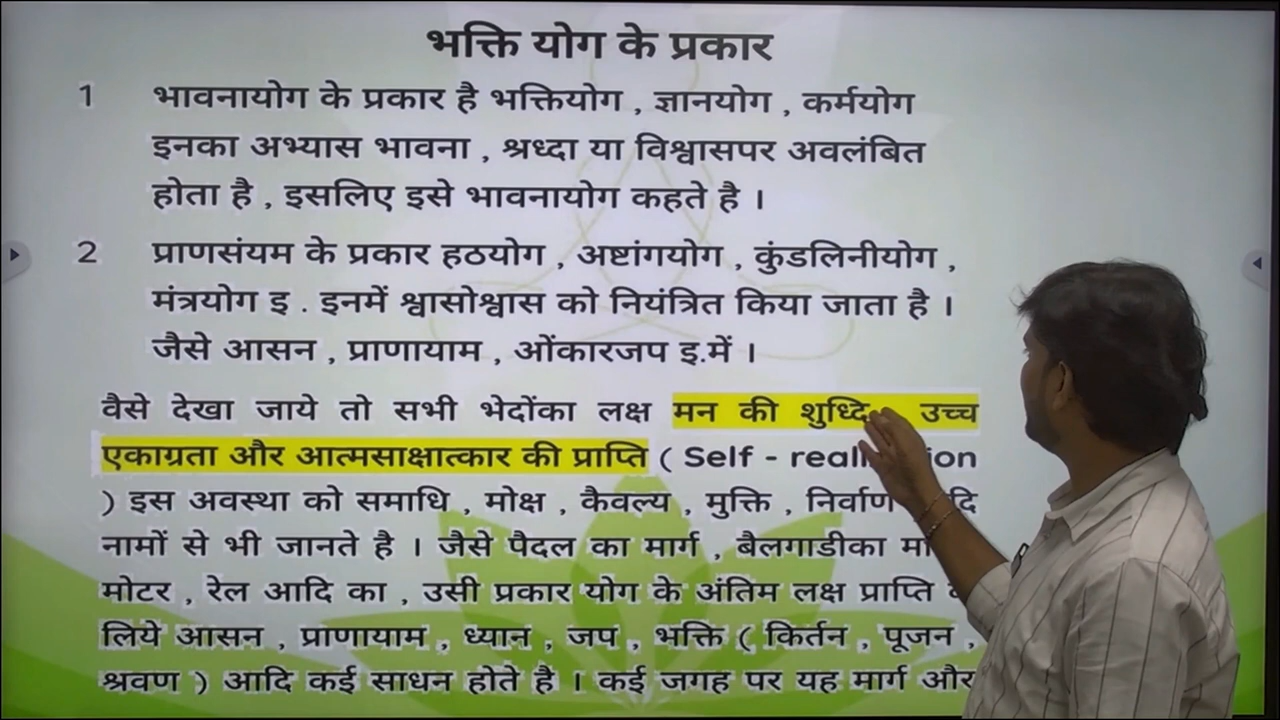 भक्ति योग के प्रकार
1 भावनायोग के प्रकार है भक्तियोग , ज्ञानयोग , कर्मयोग
इनका अभ्यास भावना , श्रध्दा या विश्वासपर अवलंबित
होता है , इसलिए इसे भावनायोग कहते है ।
2 प्राणसंयम के प्रकार हठयोग , अष्टांगयोग , कुंडलिनीयोग ,
मंत्रयोग इ . इनमें श्वासोश्वास को नियंत्रित किया जाता है ।
जैसे आसन , प्राणायाम , ओंकारजप इ.में ।
वैसे देखा जाये तो सभी भेदोंका लक्ष मन की शुध्दि उच्च
एकाग्रता और आत्मसाक्षात्कार की प्राप्ति ( Self -
) इस अवस्था को समाधि , मोक्ष , कैवल्य , मुक्ति , निर्वाण
नामों से भी जानते है । जैसे पैदल का मार्ग , बैलगाडीका
मोटर , रेल आदि का , उसी प्रकार योग के अंतिम लक्ष प्राप्ति
लिये आसन , प्राणायाम , ध्यान , जप , भक्ति ( किर्तन , पूजन ,
श्रवण ) आदि कई साधन होते है । कई जगह पर यह मार्ग और